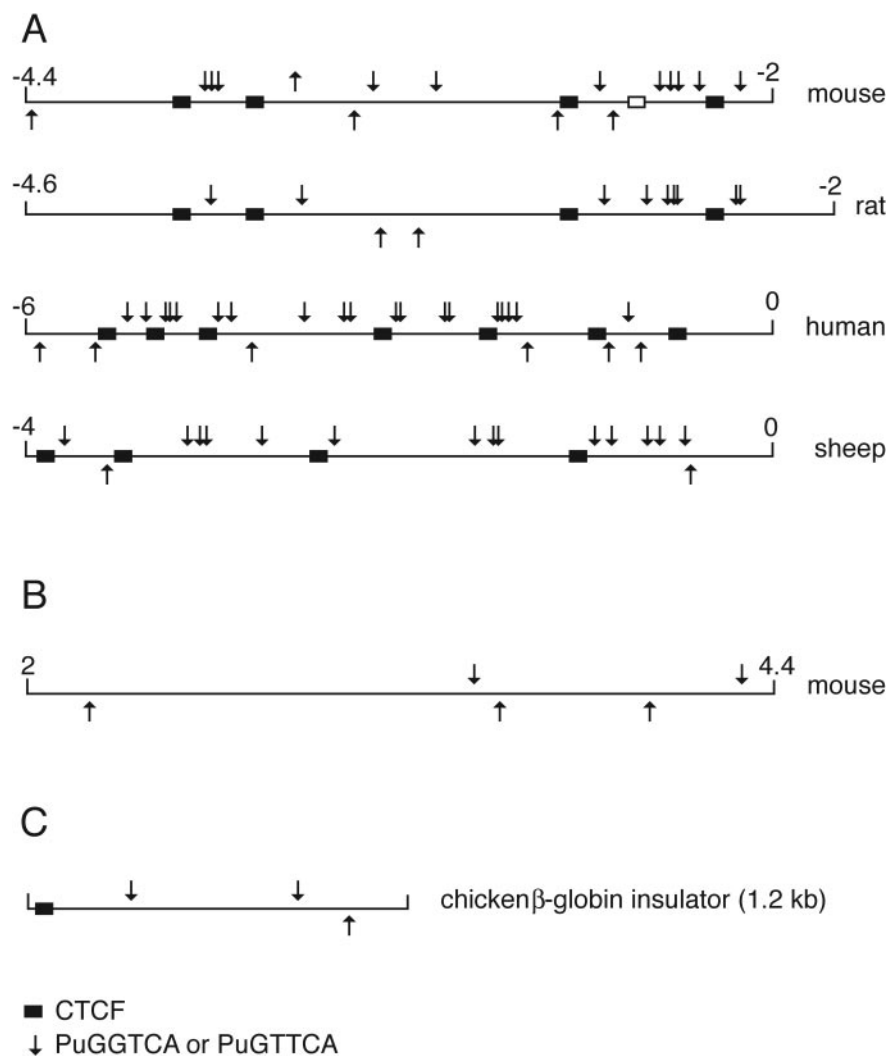 A
-4.4 -2 mouse
-4.6 -2 rat
-6 0 human
-4 0 sheep
B
2 4.4 mouse
C
chickenβ-globin insulator (1.2 kb)
CTCF
PuGGTCA or PuGTTCA